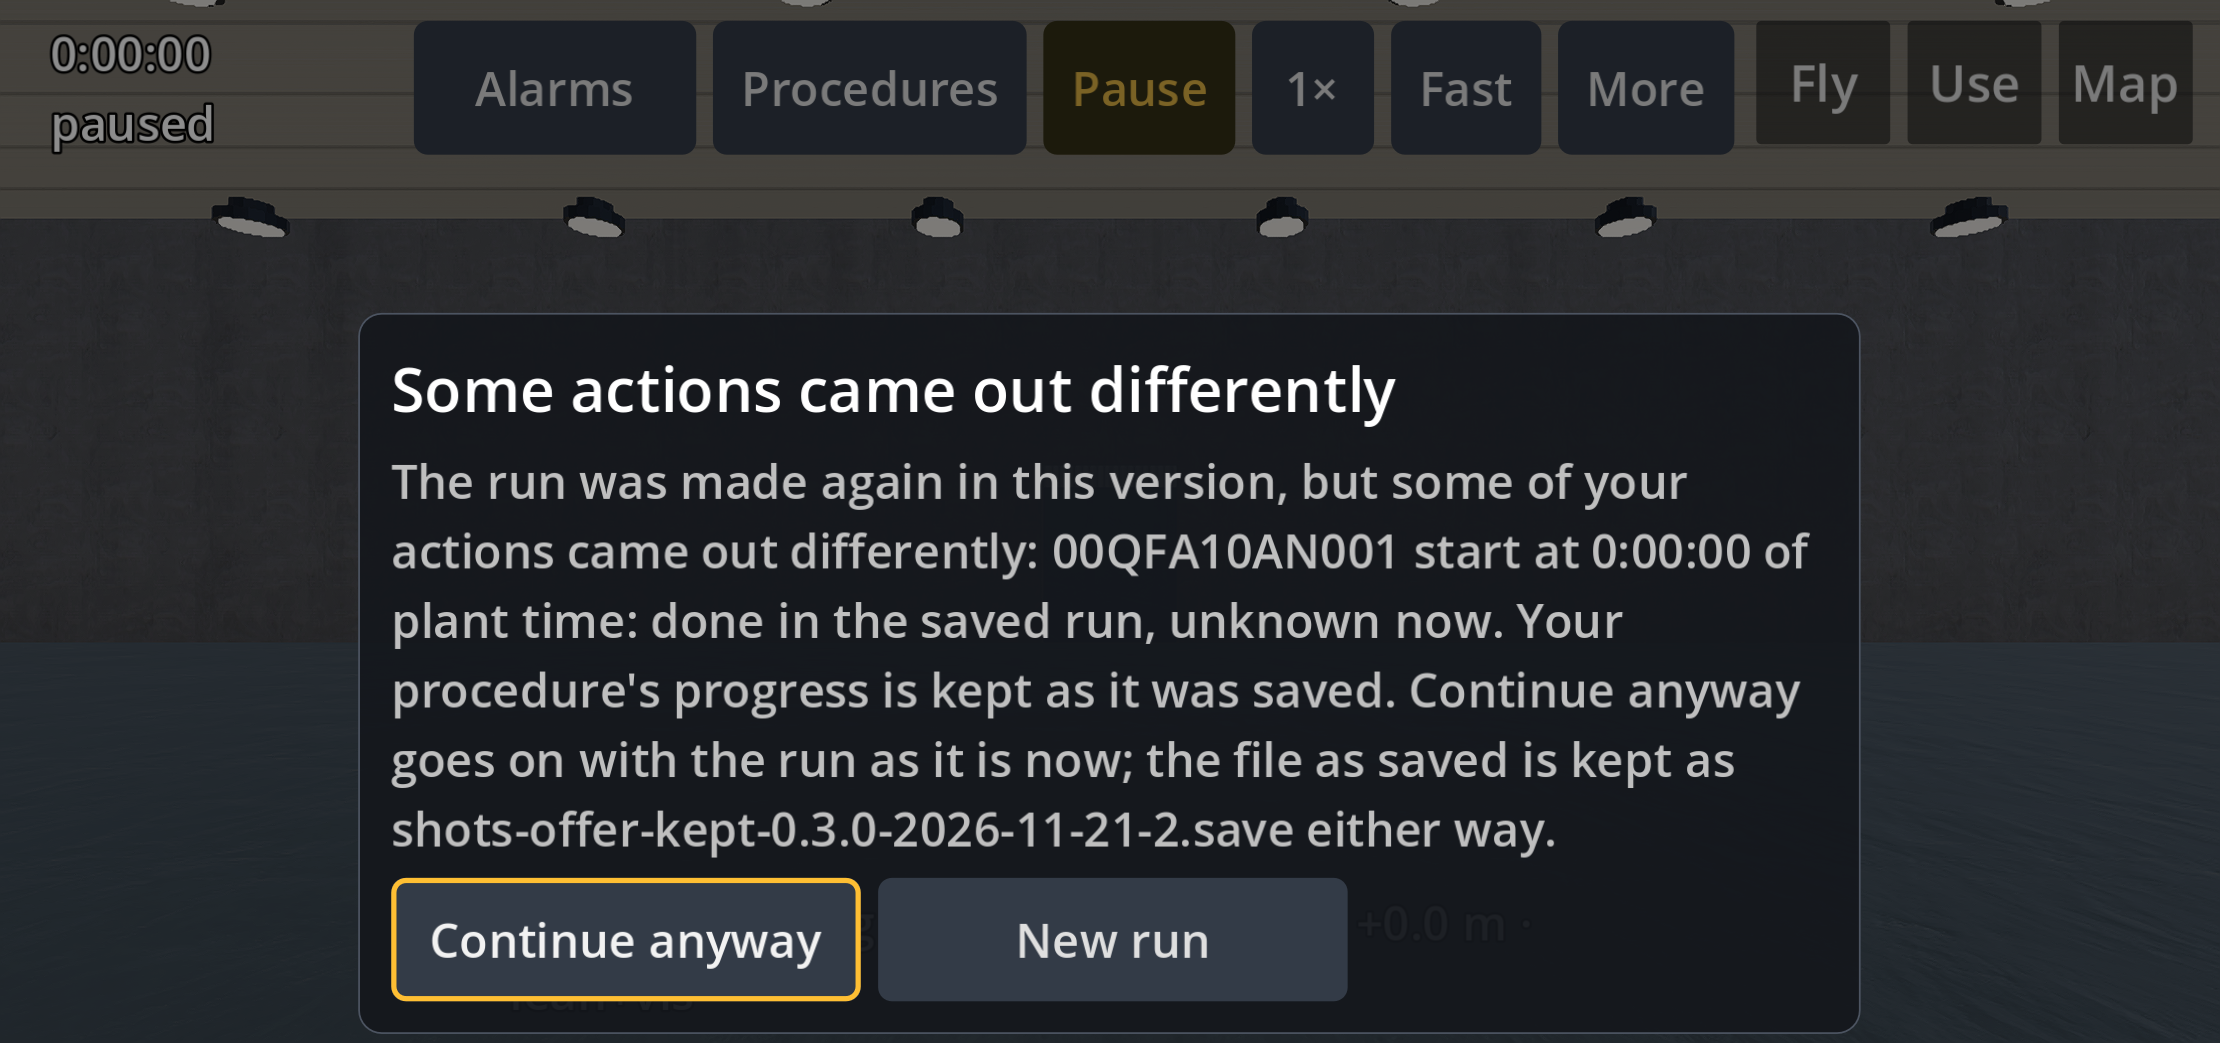 0:00:00
paused
Alarms
Procedures
Pause
1×
Fast
More
Fly
Use
Map
Some actions came out differently
The run was made again in this version, but some of your
actions came out differently: 00QFA10AN001 start at 0:00:00 of
plant time: done in the saved run, unknown now. Your
procedure's progress is kept as it was saved. Continue anyway
goes on with the run as it is now; the file as saved is kept as
shots-offer-kept-0.3.0-2026-11-21-2.save either way.
Continue anyway
New run
+0.0 m ·